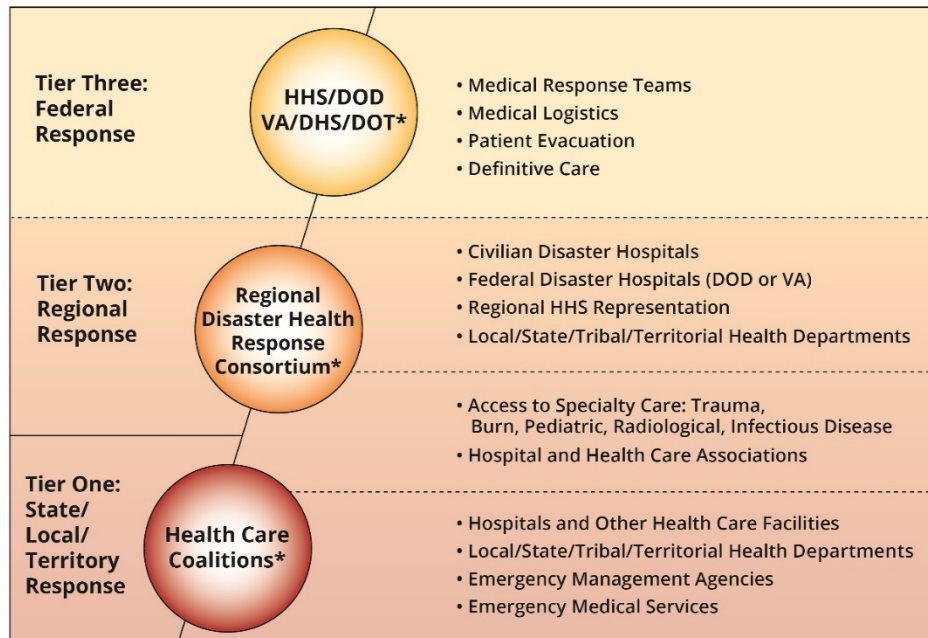 Tier Three:
Federal
Response
HHS/DOD
VA/DHS/DOT*
• Medical Response Teams
• Medical Logistics
• Patient Evacuation
• Definitive Care
Tier Two:
Regional
Response
Regional
Disaster Health
Response
Consortium*
• Civilian Disaster Hospitals
• Federal Disaster Hospitals (DOD or VA)
• Regional HHS Representation
• Local/State/Tribal/Territorial Health Departments
• Access to Specialty Care: Trauma,
Burn, Pediatric, Radiological, Infectious Disease
• Hospital and Health Care Associations
Tier One:
State/
Local/
Territory
Response
Health Care
Coalitions*
• Hospitals and Other Health Care Facilities
• Local/State/Tribal/Territorial Health Departments
• Emergency Management Agencies
• Emergency Medical Services